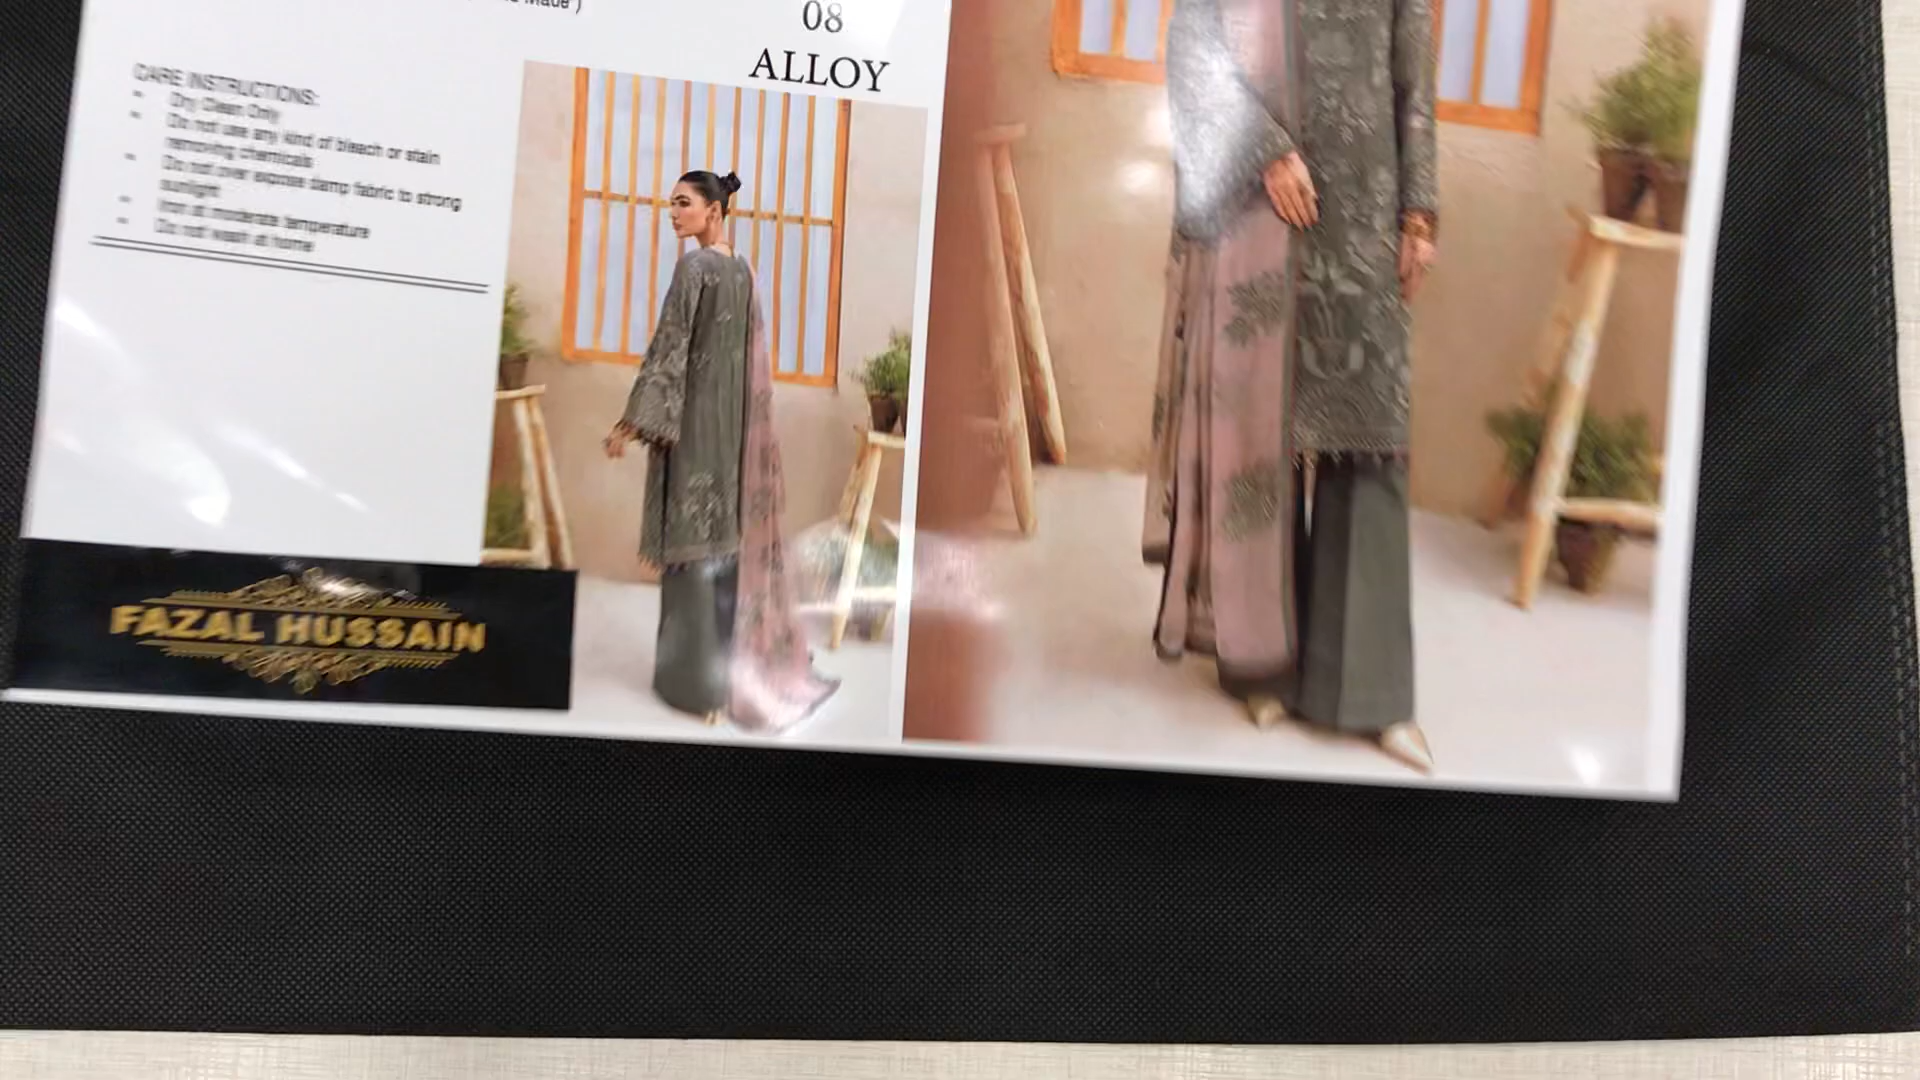 Made")
08
ALLOY
CARE INSTRUCTIONS:
Dry Clean Only
Do not use any kind of bleach or stain
removing chemicals
Do not over expose damp fabric to strong
sunlight
Iron at moderate temperature
Do not wash at home
FAZAL HUSSAIN